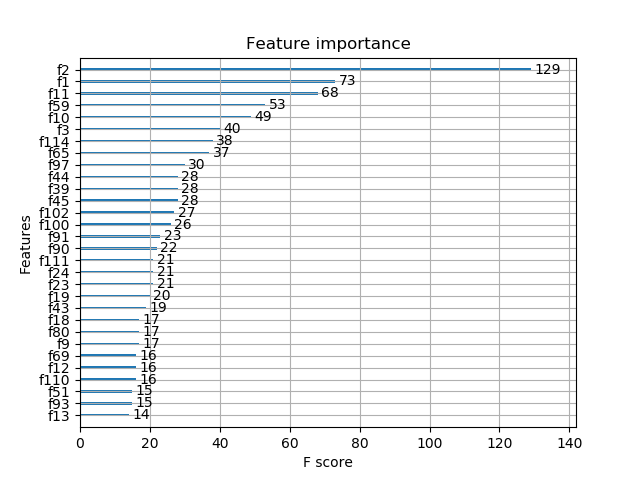 Feature importance
f2 129
f1 73
f11 68
f59 53
f10 49
f3 40
f114 38
f65 37
f97 30
f44 28
f39 28
f45 28
f102 27
f100 26
f91 23
f90 22
f111 21
f24 21
f23 21
f19 20
f43 19
f18 17
f80 17
f9 17
f69 16
f12 16
f110 16
f51 15
f93 15
f13 14
Features
0 20 40 60 80 100 120 140
F score